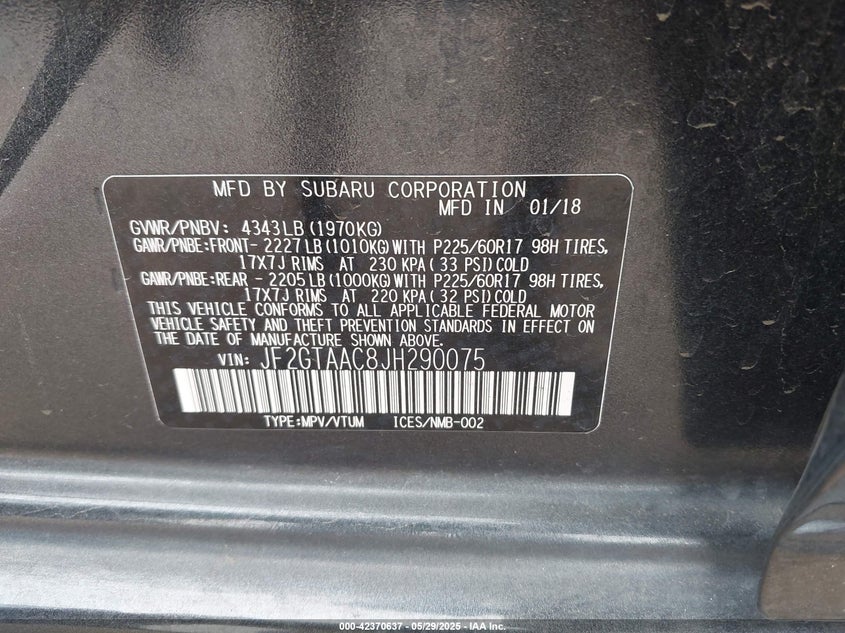 MFD BY SUBARU CORPORATION
MFD IN 01/18
GVWR/PNBV: 4343LB(1970KG)
GAWR/PNBE:FRONT- 2227LB(1010KG)WITH P225/60R17 98H TIRES,
17X7J RIMS AT 230 KPA( 33 PSI)COLD
GAWR/PNBE:REAR - 2205LB(1000KG)WITH P225/60R17 98H TIRES,
17X7J RIMS AT 220 KPA( 32 PSI)COLD
THIS VEHICLE CONFORMS TO ALL APPLICABLE FEDERAL MOTOR
VEHICLE SAFETY AND THEFT PREVENTION STANDARDS IN EFFECT ON
THE DATE OF MANUFACTURE SHOWN ABOVE.
VIN: JF2GTAAC8JH290075
TYPE:MPV/VTUM ICES/NMB-002
000-42370637 - 05/29/2025 - IAA Inc.